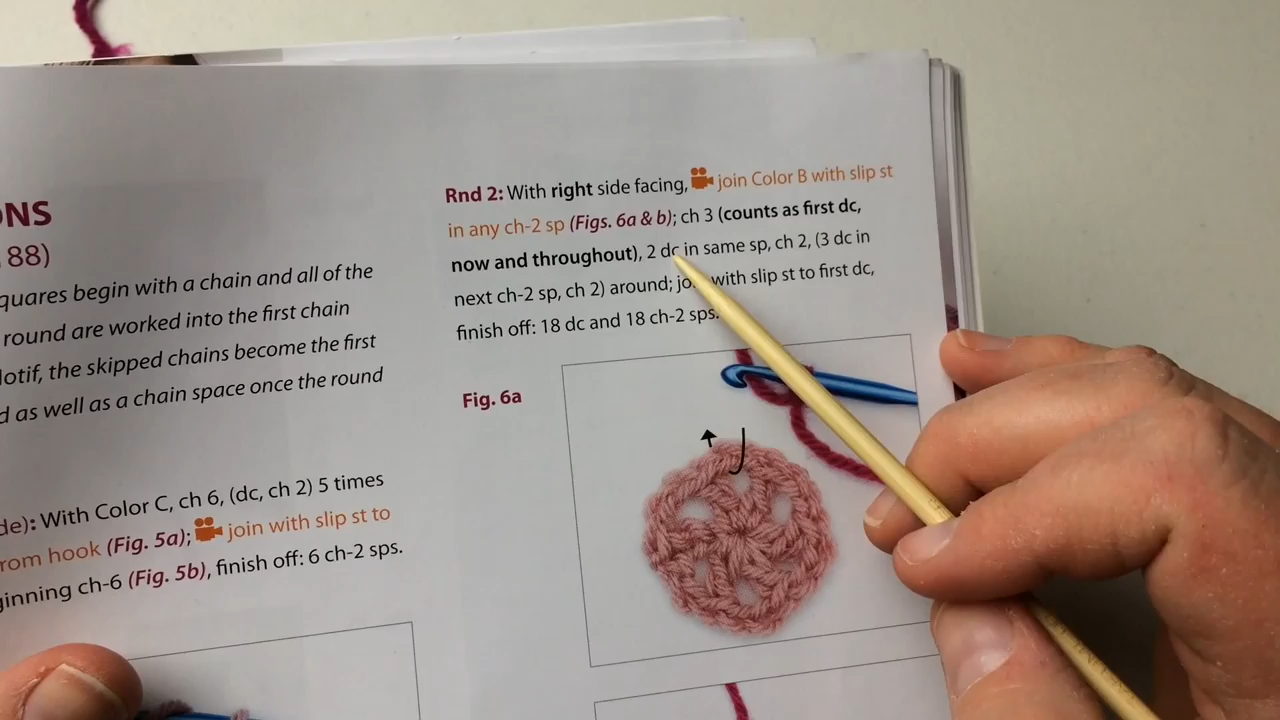 ONS
88)
quares begin with a chain and all of the
round are worked into the first chain
Motif, the skipped chains become the first
d as well as a chain space once the round
de): With Color C, ch 6, (dc, ch 2) 5 times
rom hook (Fig. 5a); join with slip st to
ginning ch-6 (Fig. 5b), finish off: 6 ch-2 sps.
Rnd 2: With right side facing, join Color B with slip st
in any ch-2 sp (Figs. 6a & b); ch 3 (counts as first dc,
now and throughout), 2 dc in same sp, ch 2, (3 dc in
next ch-2 sp, ch 2) around; join with slip st to first dc,
finish off: 18 dc and 18 ch-2 sps.
Fig. 6a